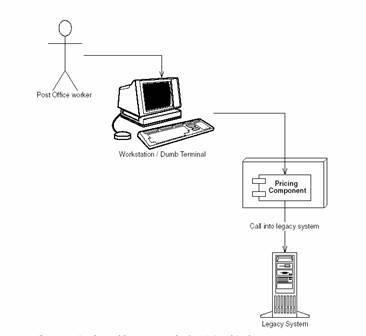 Post Office worker
Workstation / Dumb Terminal
Pricing
Component
Call into legacy system
Legacy System